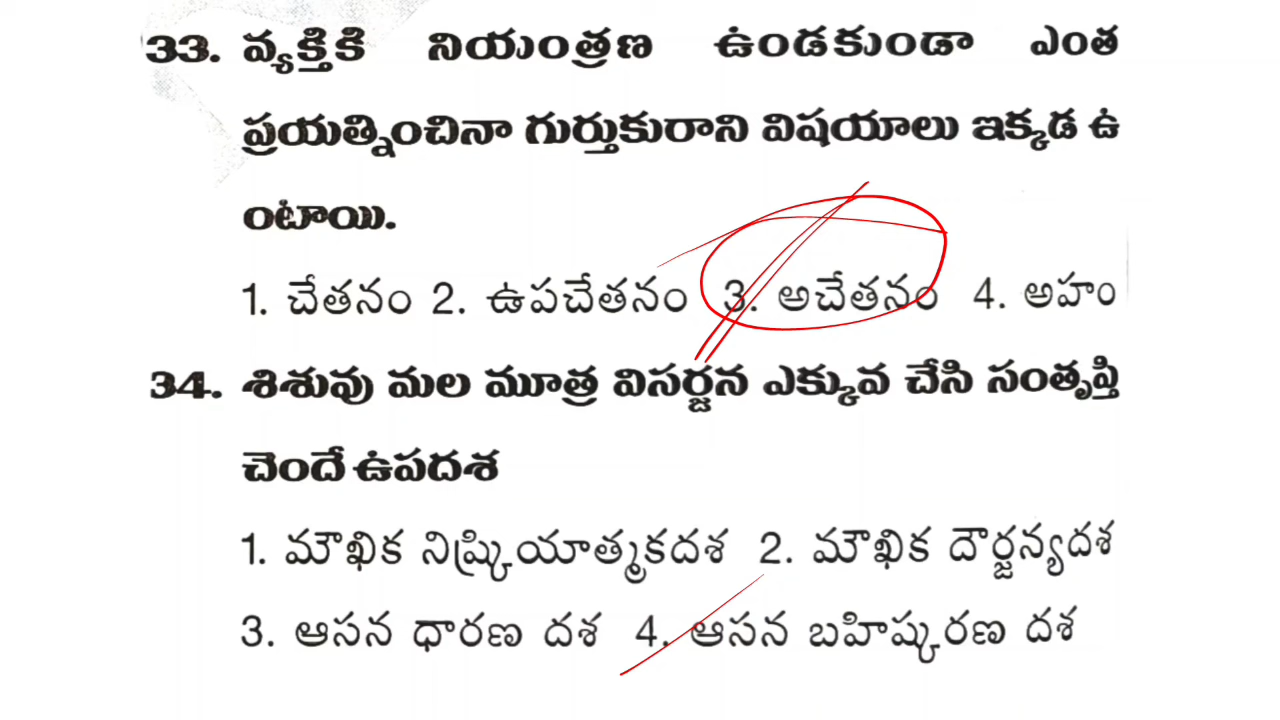 33. వ్యక్తికి నియంత్రణ ఉండకుండా ఎంత
ప్రయత్నించినా గుర్తుకురాని విషయాలు ఇక్కడ ఉ
ంటాయి.
1. చేతనం 2. ఉపచేతనం 3. అచేతనం 4. అహం
34. శిశువు మల మూత్ర విసర్జన ఎక్కువ చేసి సంతృప్తి
చెందే ఉపదశ
1. మౌఖిక నిష్క్రియాత్మకదశ 2. మౌఖిక దౌర్జన్యదశ
3. ఆసన ధారణ దశ 4. ఆసన బహిష్కరణ దశ